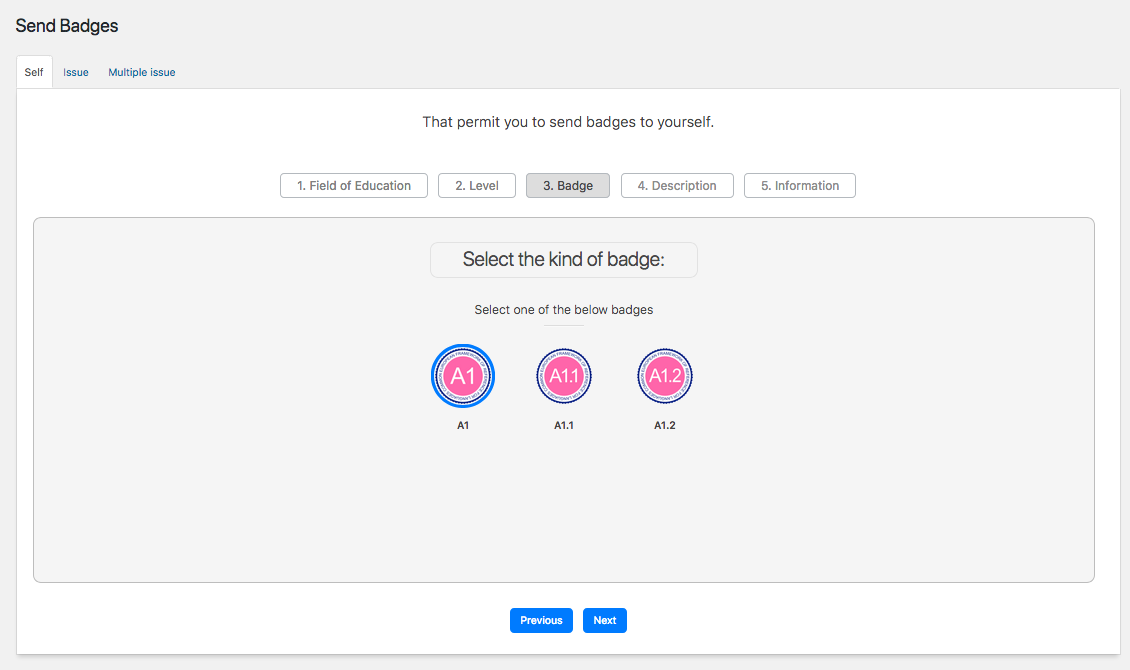 Send Badges
Self Issue Multiple issue
That permit you to send badges to yourself.
1. Field of Education 2. Level 3. Badge 4. Description 5. Information
Select the kind of badge:
Select one of the below badges
A1 A1.1 A1.2
A1 A1.1 A1.2
Previous Next